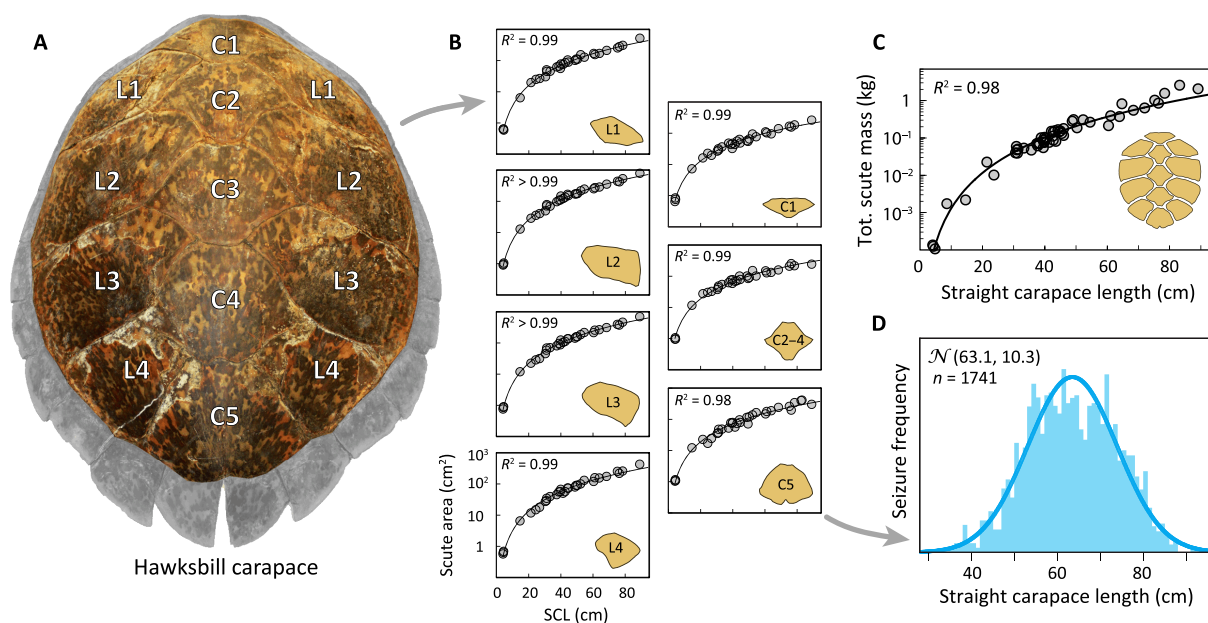 A
C1
L1
L1
C2
L2
L2
C3
L3
L3
C4
L4
L4
C5
Hawksbill carapace
B
R² = 0.99
L1
R² > 0.99
L2
R² > 0.99
L3
R² = 0.99
L4
Scute area (cm²)
10³
10²
10
1
0 20 40 60 80
SCL (cm)
R² = 0.99
C1
R² = 0.99
C2–4
R² = 0.98
C5
C
R² = 0.98
Tot. scute mass (kg)
1
10⁻¹
10⁻²
10⁻³
0 20 40 60 80
Straight carapace length (cm)
D
𝒩 (63.1, 10.3)
n = 1741
Seizure frequency
40 60 80
Straight carapace length (cm)